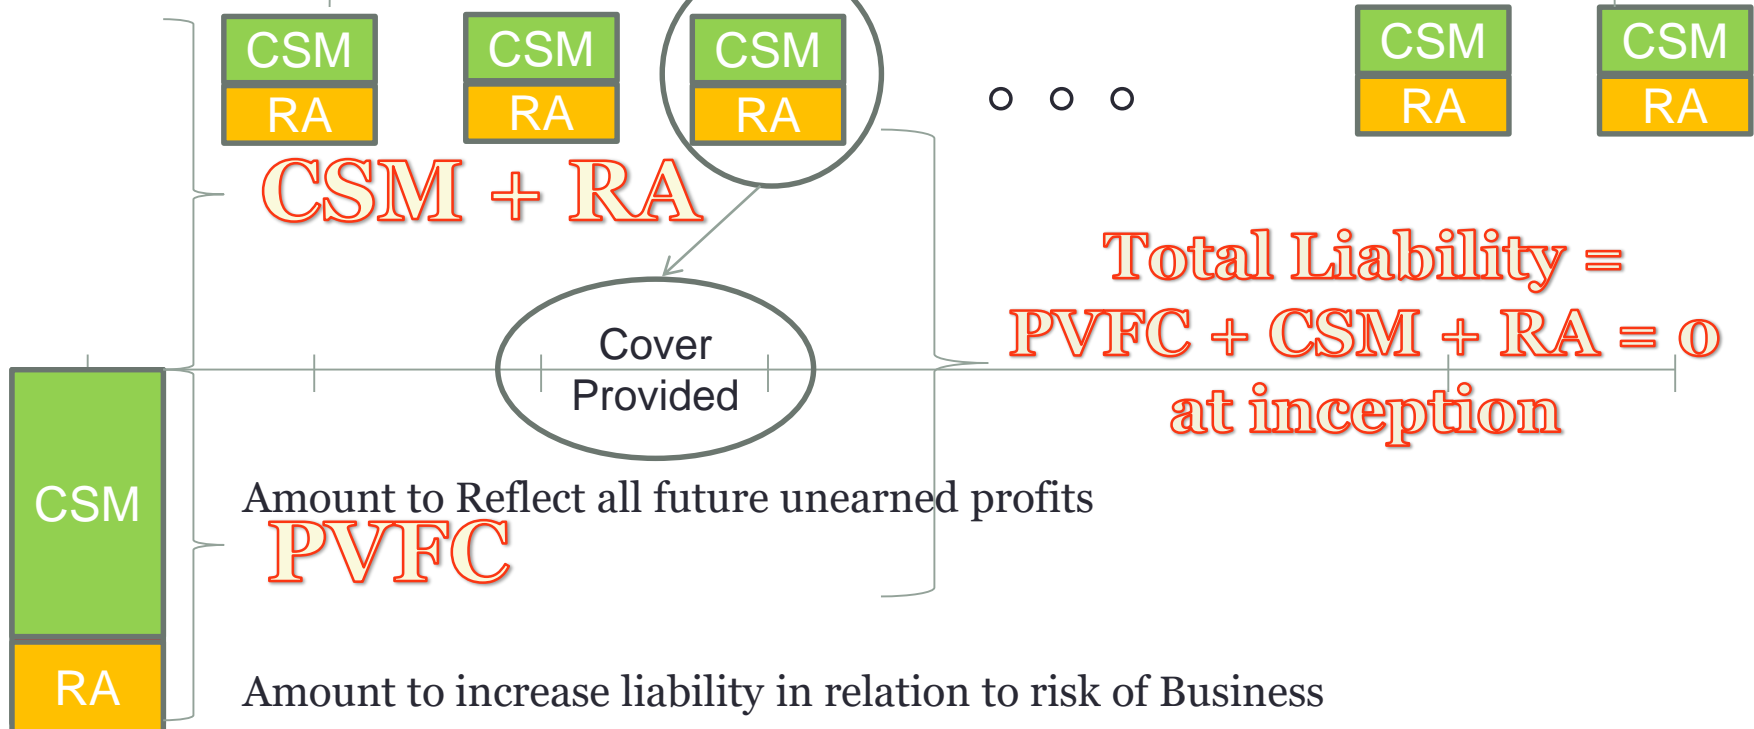 CSM CSM CSM CSM CSM
RA RA RA RA RA
CSM + RA
Total Liability =
PVFC + CSM + RA = 0
at inception
Cover
Provided
CSM
Amount to Reflect all future unearned profits
PVFC
RA
Amount to increase liability in relation to risk of Business